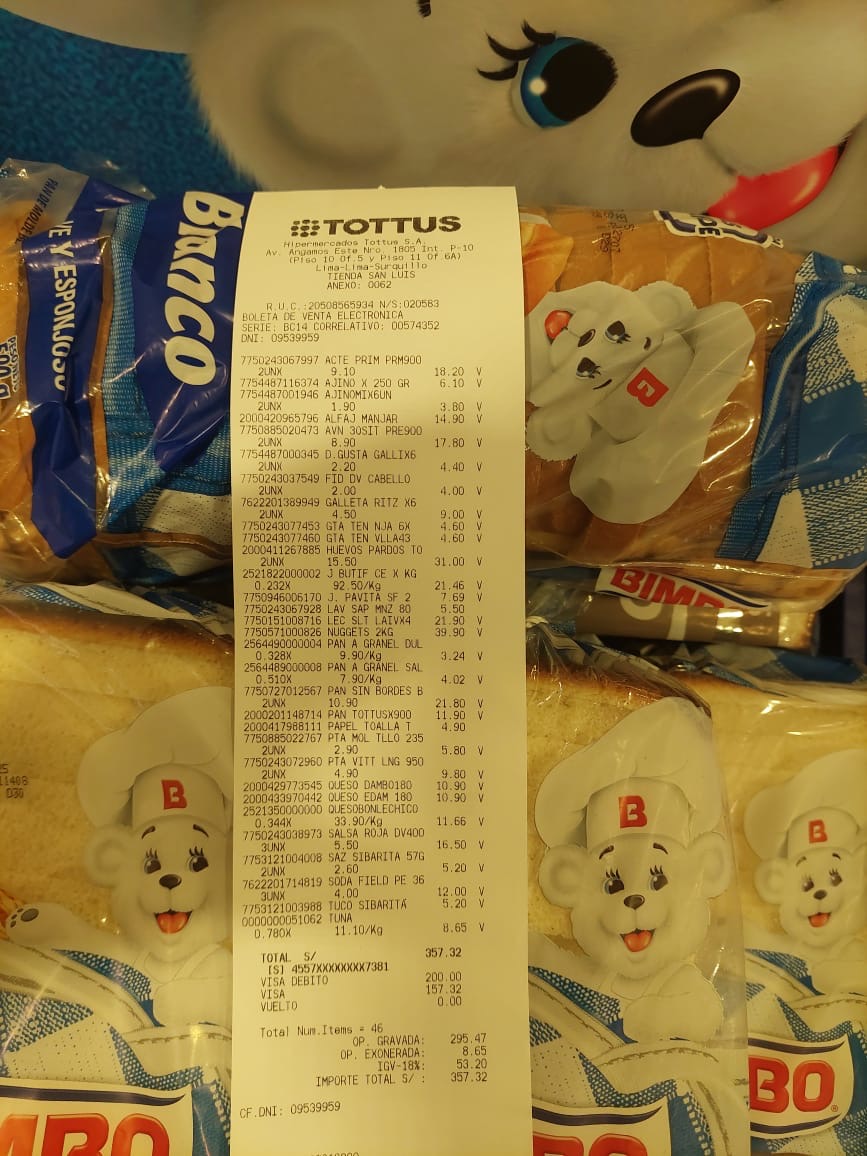 TOTTUS
Hipermercados Tottus S.A.
Av. Angamos Este Nro. 1805 Int. P-10
(Piso 10 Of.5 y Piso 11 Of.6A)
Lima-Lima-Surquillo
TIENDA SAN LUIS
ANEXO: 0062
R.U.C.:20508565934 N/S:020583
BOLETA DE VENTA ELECTRONICA
SERIE: BC14 CORRELATIVO: 00574352
DNI: 09539959
7750243067997 ACTE PRIM PRM900
2UNX 9.10 18.20 V
7754487116374 AJINO X 250 GR 6.10 V
7754487001946 AJINOMIX6UN
2UNX 1.90 3.80 V
2000420965796 ALFAJ MANJAR 14.90 V
7750885020473 AVN 3OSIT PRE900
2UNX 8.90 17.80 V
7754487000345 D.GUSTA GALLIX6
2UNX 2.20 4.40 V
7750243037549 FID DV CABELLO
2UNX 2.00 4.00 V
7622201389949 GALLETA RITZ X6
2UNX 4.50 9.00 V
7750243077453 GTA TEN NJA 6X 4.60 V
7750243077460 GTA TEN VLLA43 4.60 V
2000411267885 HUEVOS PARDOS TO
2UNX 15.50 31.00 V
2521822000002 J BUTIF CE X KG
0.232X 92.50/Kg 21.46 V
7750946006170 J. PAVITA SF 2 7.69 V
7750243067928 LAV SAP MNZ 80 5.50
7750151008716 LEC SLT LAIVX4 21.90 V
7750571000826 NUGGETS 2KG 39.90 V
2564490000004 PAN A GRANEL DUL
0.328X 9.90/Kg 3.24 V
2564489000008 PAN A GRANEL SAL
0.510X 7.90/Kg 4.02 V
7750727012567 PAN SIN BORDES B
2UNX 10.90 21.80 V
2000201148714 PAN TOTTUSX900 11.90 V
2000417988111 PAPEL TOALLA T 4.90
7750885022767 PTA MOL TLLO 235
2UNX 2.90 5.80 V
7750243072960 PTA VITT LNG 950
2UNX 4.90 9.80 V
2000429773545 QUESO DAMBO180 10.90 V
2000433970442 QUESO EDAM 180 10.90 V
2521350000000 QUESOBONLECHICO
0.344X 33.90/Kg 11.66 V
7750243038973 SALSA ROJA DV400
3UNX 5.50 16.50 V
7753121004008 SAZ SIBARITA 57G
2UNX 2.60 5.20 V
7622201714819 SODA FIELD PE 36
3UNX 4.00 12.00 V
7753121003988 TUCO SIBARITA 5.20 V
0000000051062 TUNA
0.780X 11.10/Kg 8.65 V
TOTAL S/ 357.32
[S] 4557XXXXXXXX7381
VISA DEBITO 200.00
VISA 157.32
VUELTO 0.00
Total Num.Items = 46
OP. GRAVADA: 295.47
OP. EXONERADA: 8.65
IGV-18%: 53.20
IMPORTE TOTAL S/ : 357.32
CF.DNI: 09539959
Blanco
PAN DE MOLDE
VE Y ESPONJOSO
500 g
B
BIMB
B
B
B
MBO
BO